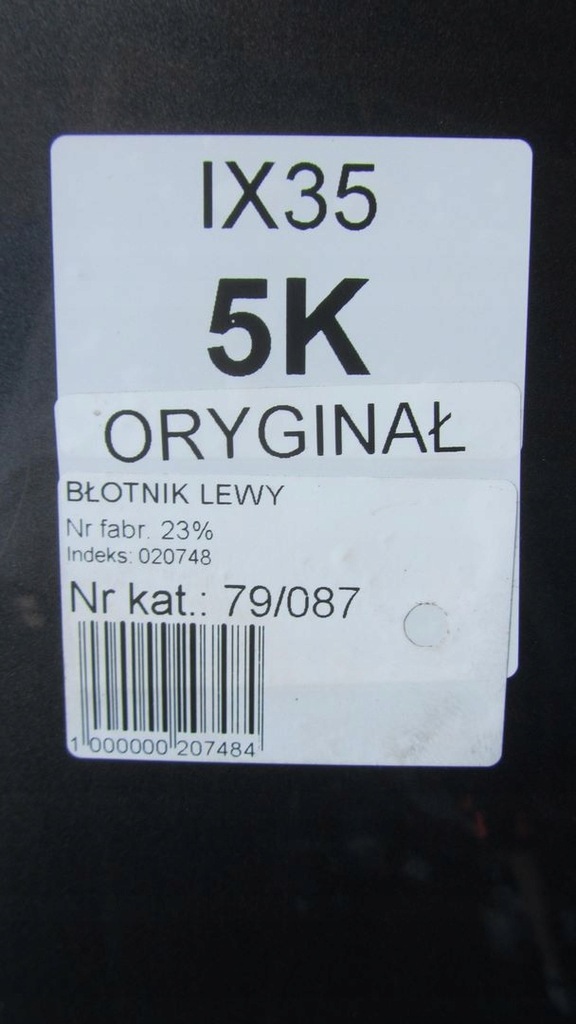 IX35
5K
ORYGINAŁ
BŁOTNIK LEWY
Nr fabr. 23%
Indeks: 020748
Nr kat.: 79/087
1 000000 207484